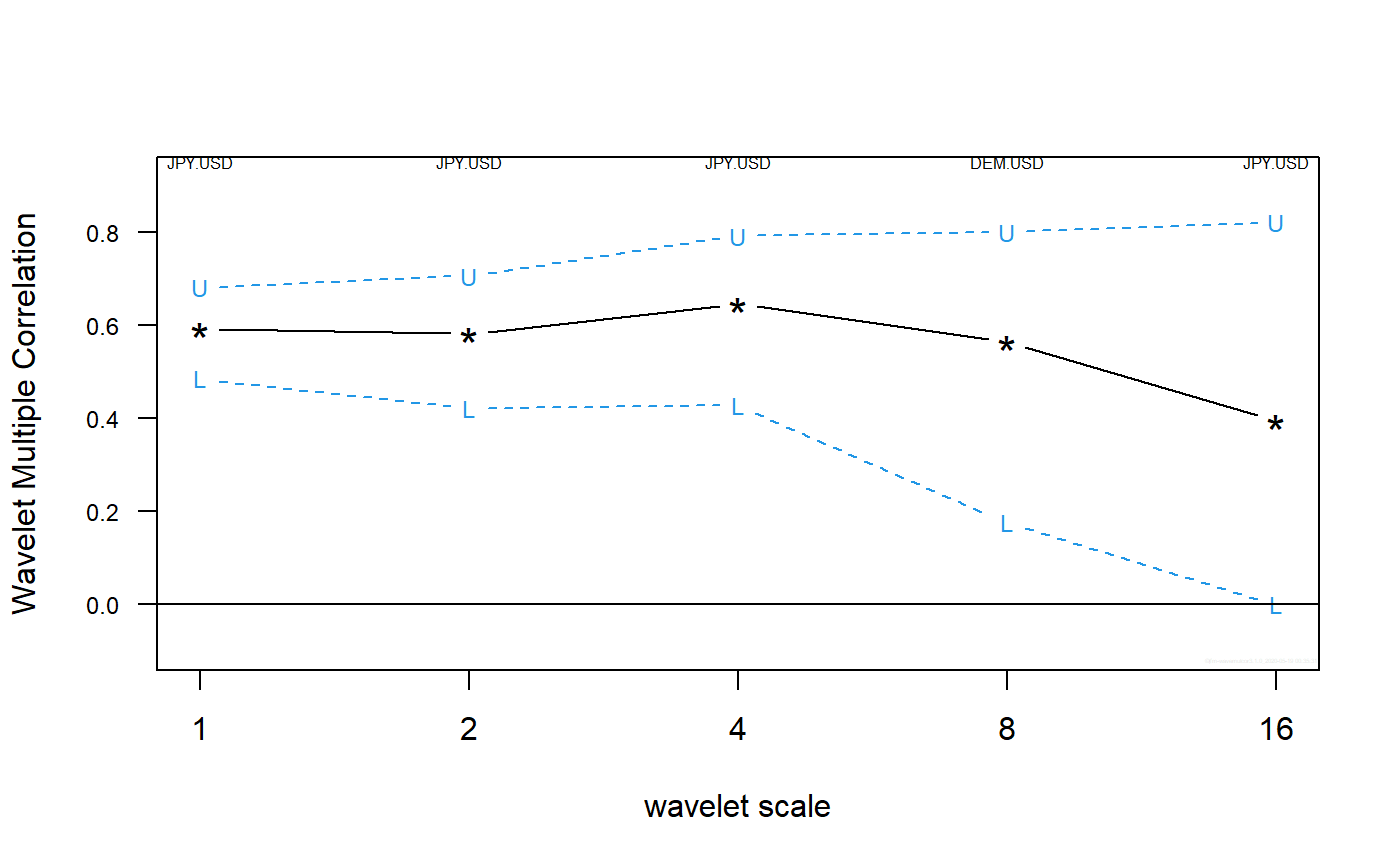 JPY.USD JPY.USD JPY.USD DEM.USD JPY.USD
Wavelet Multiple Correlation
0.8
0.6
0.4
0.2
0.0
U U U U U
* * * * *
L L L L L
1 2 4 8 16
wavelet scale